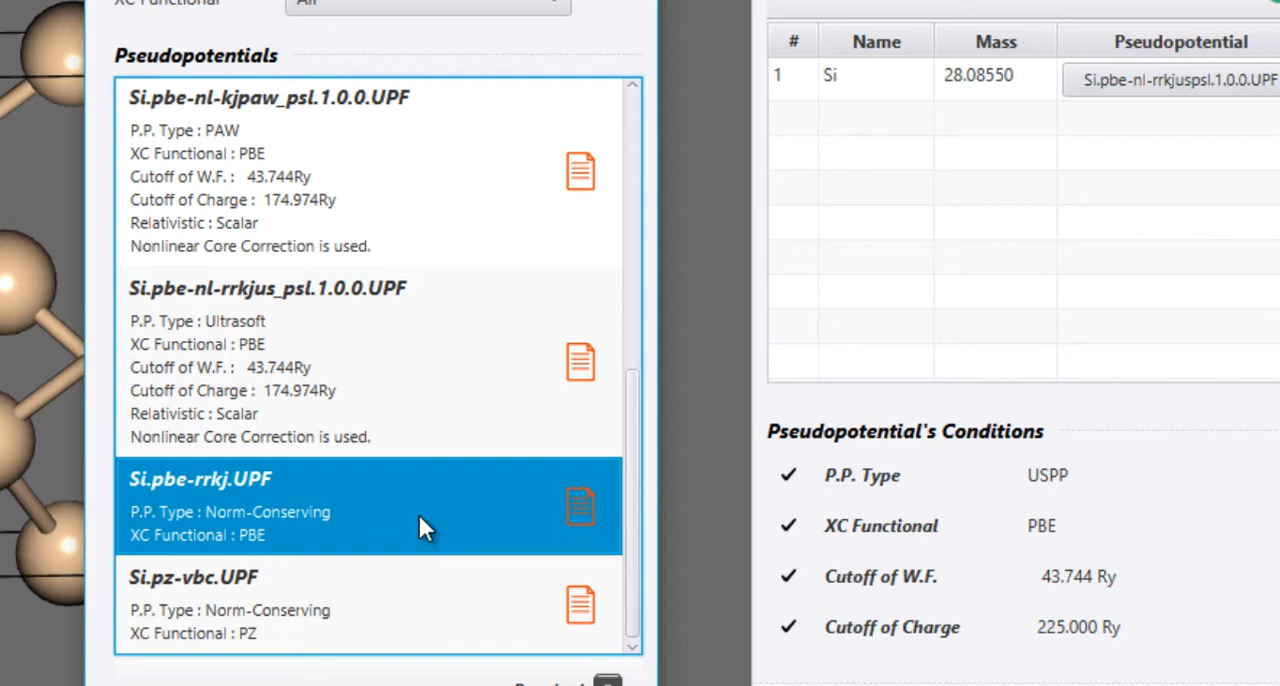 Pseudopotentials
Si.pbe-nl-kjpaw_psl.1.0.0.UPF
P.P. Type : PAW
XC Functional : PBE
Cutoff of W.F. : 43.744Ry
Cutoff of Charge : 174.974Ry
Relativistic : Scalar
Nonlinear Core Correction is used.
Si.pbe-nl-rrkjus_psl.1.0.0.UPF
P.P. Type : Ultrasoft
XC Functional : PBE
Cutoff of W.F. : 43.744Ry
Cutoff of Charge : 174.974Ry
Relativistic : Scalar
Nonlinear Core Correction is used.
Si.pbe-rrkj.UPF
P.P. Type : Norm-Conserving
XC Functional : PBE
Si.pz-vbc.UPF
P.P. Type : Norm-Conserving
XC Functional : PZ
# Name Mass Pseudopotential
1 Si 28.08550 Si.pbe-nl-rrkjuspsl.1.0.0.UPF
Pseudopotential's Conditions
P.P. Type USPP
XC Functional PBE
Cutoff of W.F. 43.744 Ry
Cutoff of Charge 225.000 Ry